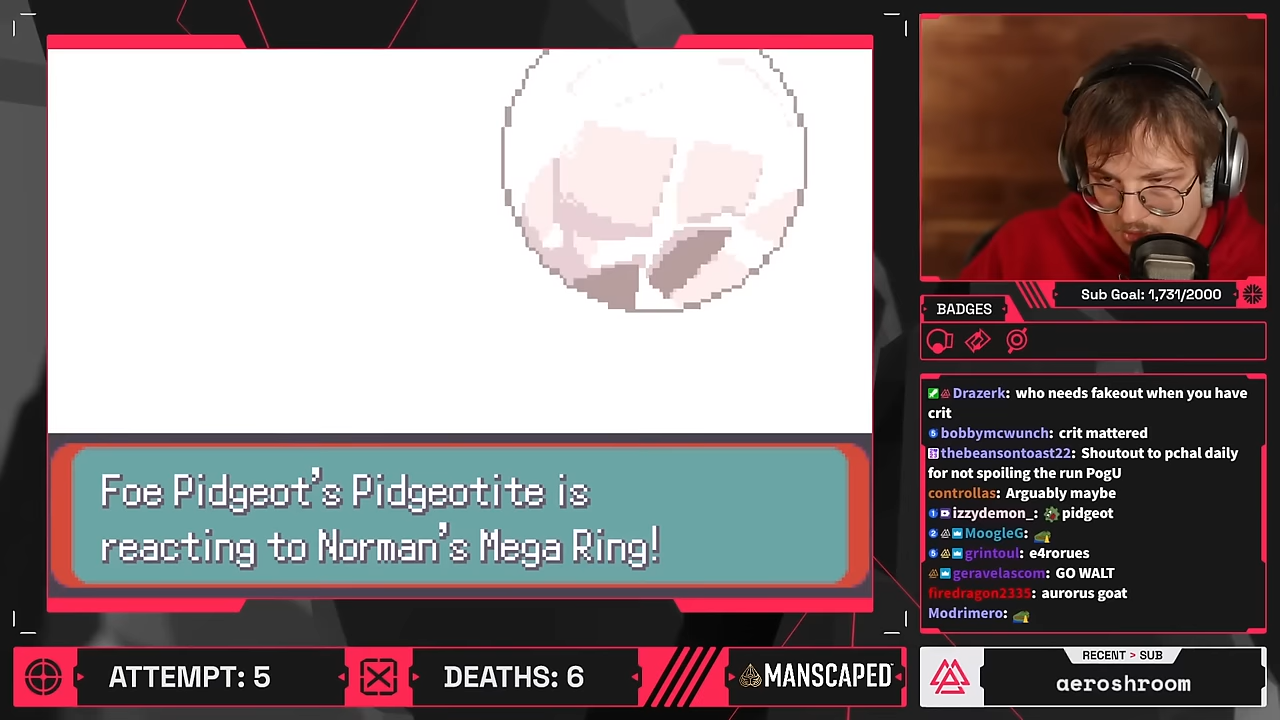 Foe Pidgeot's Pidgeotite is
reacting to Norman's Mega Ring!
Sub Goal: 1,731/2000
BADGES
Drazerk: who needs fakeout when you have
crit
bobbymcwunch: crit mattered
thebeansontoast22: Shoutout to pchal daily
for not spoiling the run PogU
controllas: Arguably maybe
izzydemon_: pidgeot
MoogleG:
grintoul: e4rorues
geravelascom: GO WALT
firedragon2335: aurorus goat
Modrimero:
ATTEMPT: 5
DEATHS: 6
MANSCAPED
RECENT > SUB
aeroshroom